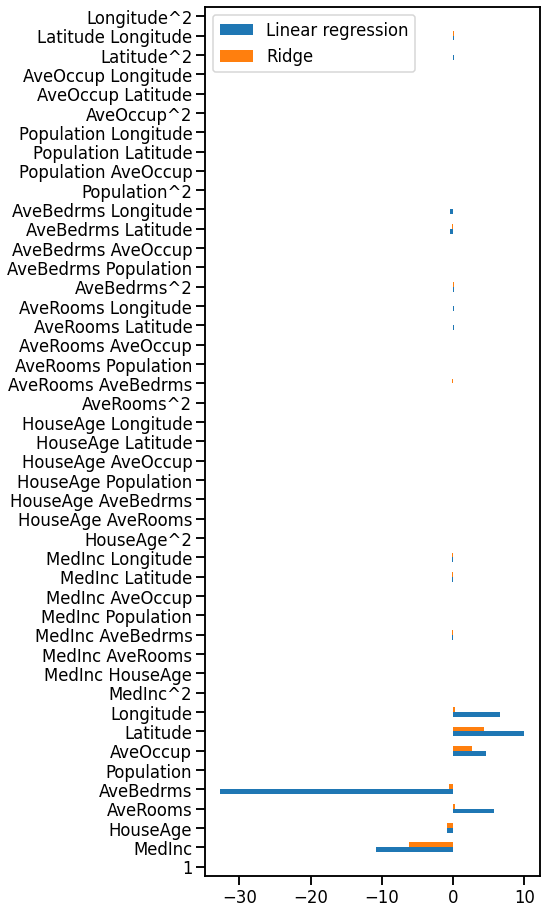 Longitude^2
Latitude Longitude
Latitude^2
AveOccup Longitude
AveOccup Latitude
AveOccup^2
Population Longitude
Population Latitude
Population AveOccup
Population^2
AveBedrms Longitude
AveBedrms Latitude
AveBedrms AveOccup
AveBedrms Population
AveBedrms^2
AveRooms Longitude
AveRooms Latitude
AveRooms AveOccup
AveRooms Population
AveRooms AveBedrms
AveRooms^2
HouseAge Longitude
HouseAge Latitude
HouseAge AveOccup
HouseAge Population
HouseAge AveBedrms
HouseAge AveRooms
HouseAge^2
MedInc Longitude
MedInc Latitude
MedInc AveOccup
MedInc Population
MedInc AveBedrms
MedInc AveRooms
MedInc HouseAge
MedInc^2
Longitude
Latitude
AveOccup
Population
AveBedrms
AveRooms
HouseAge
MedInc
1
Linear regression
Ridge
−30 −20 −10 0 10